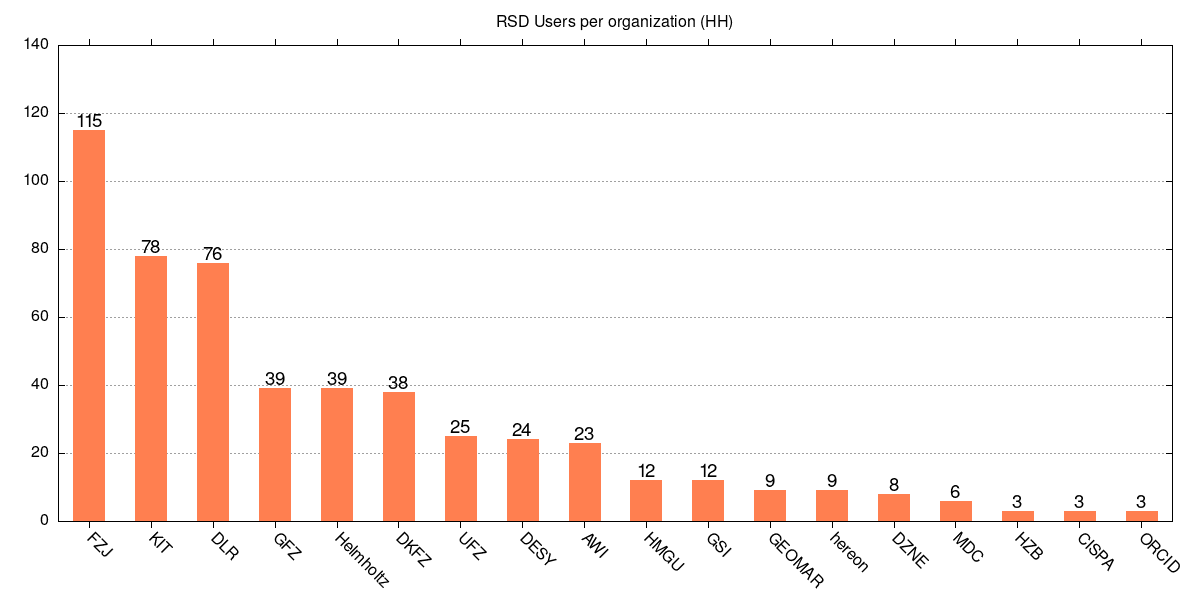 RSD Users per organization (HH)
140
120
100
80
60
40
20
0
115
78
76
39
39
38
25
24
23
12
12
9
9
8
6
3
3
3
FZJ
KIT
DLR
GFZ
Helmholtz
DKFZ
UFZ
DESY
AWI
HMGU
GSI
GEOMAR
hereon
DZNE
MDC
HZB
CISPA
ORCID